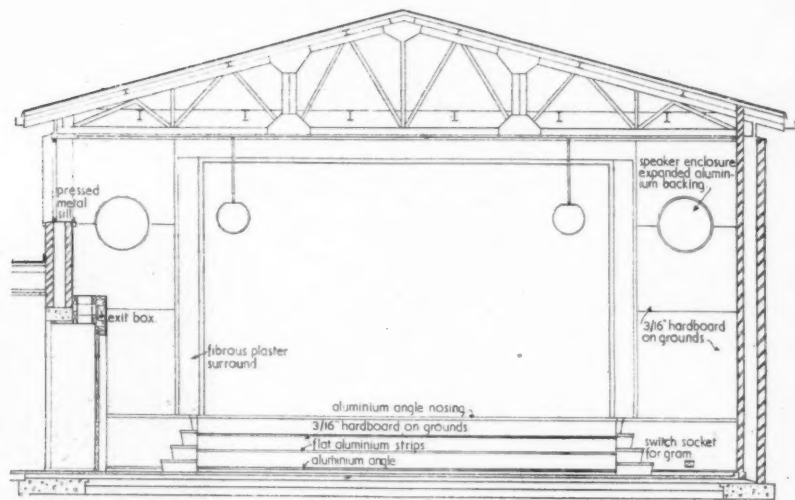 speaker enclosure
expanded alumin-
ium backing
pressed
metal
sill
exit box
3/16" hardboard
on grounds
fibrous plaster
surround
aluminium angle nosing
3/16" hardboard on grounds
flat aluminium strips
aluminium angle
switch socket
for gram